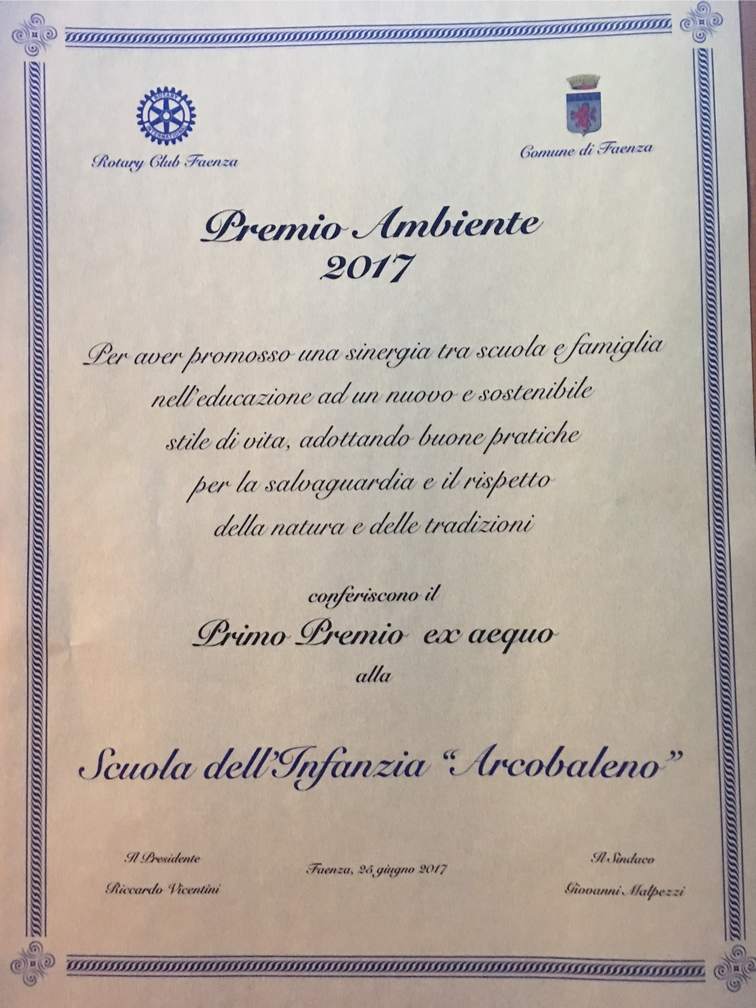 ROTARY
INTERNATIONAL
Rotary Club Faenza
Comune di Faenza
Premio Ambiente
2017
Per aver promosso una sinergia tra scuola e famiglia
nell'educazione ad un nuovo e sostenibile
stile di vita, adottando buone pratiche
per la salvaguardia e il rispetto
della natura e delle tradizioni
conferiscono il
Primo Premio ex aequo
alla
Scuola dell'Infanzia “Arcobaleno”
Il Presidente
Riccardo Vicentini
Faenza, 25 giugno 2017
Il Sindaco
Giovanni Malpezzi